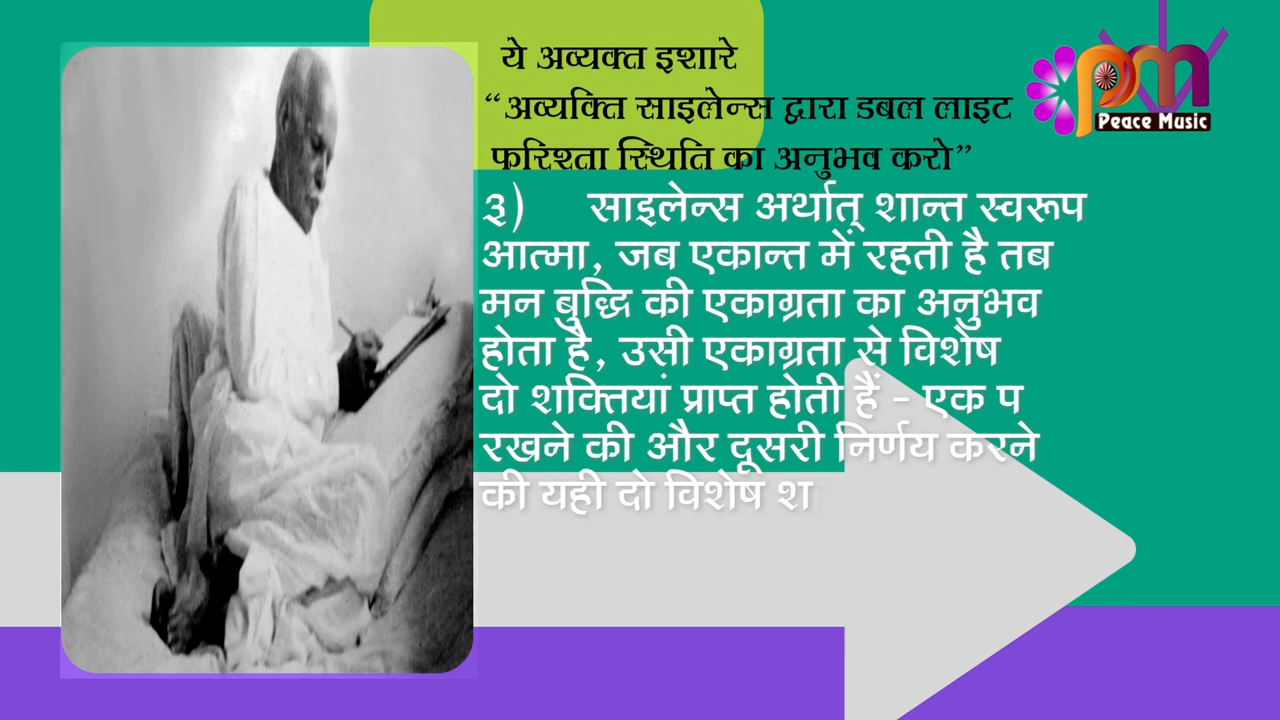 ये अव्यक्त इशारे
“अव्यक्ति साइलेन्स द्वारा डबल लाइट
फरिश्ता स्थिति का अनुभव करो”
pm
Peace Music
३) साइलेन्स अर्थात् शान्त स्वरूप
आत्मा, जब एकान्त में रहती है तब
मन बुद्धि की एकाग्रता का अनुभव
होता है, उसी एकाग्रता से विशेष
दो शक्तियां प्राप्त होती हैं - एक प
रखने की और दूसरी निर्णय करने
की यही दो विशेष श